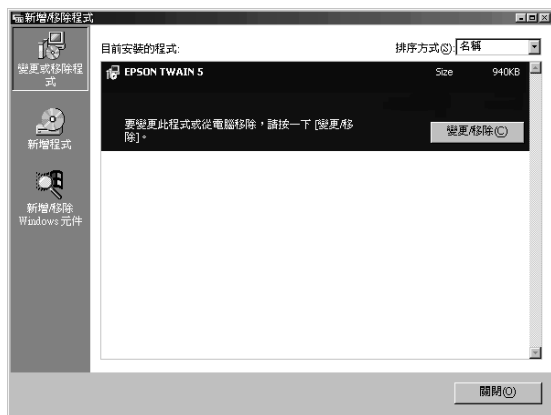 新增/移除程式
變更或移除程
式
新增程式
新增/移除
Windows 元件
目前安裝的程式:
排序方式(S): 名稱
EPSON TWAIN 5 Size 940KB
要變更此程式或從電腦移除,請按一下 [變更/移
除]。
變更/移除(C)
關閉(O)